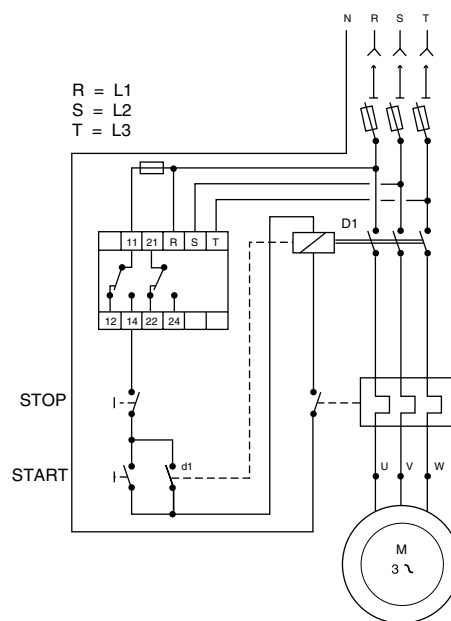 N R S T
R = L1
S = L2
T = L3
D1
11 21 R S T
12 14 22 24
STOP
START
d1
U V W
M
3 ~